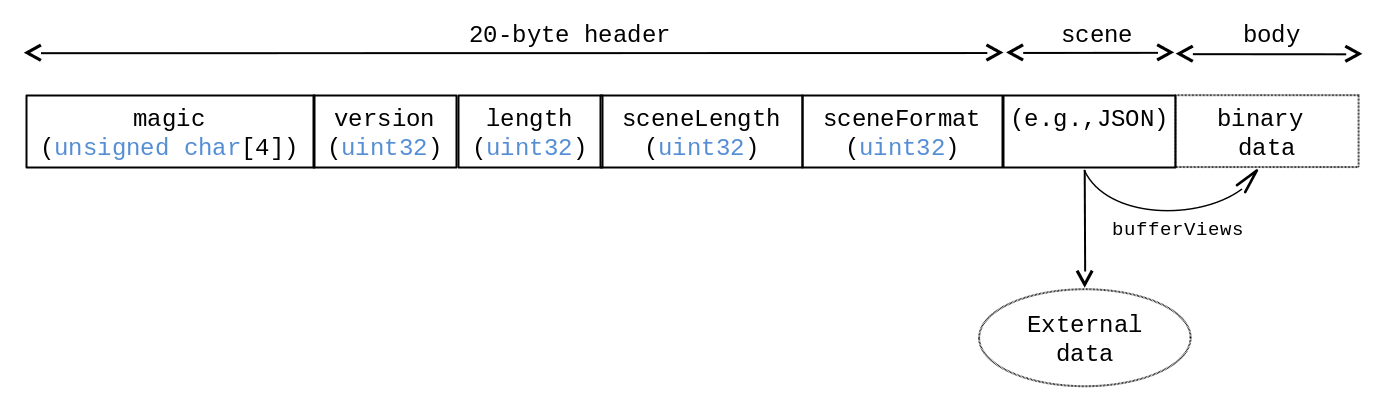 20-byte header
scene
body
magic
(unsigned char[4])
version
(uint32)
length
(uint32)
sceneLength
(uint32)
sceneFormat
(uint32)
(e.g.,JSON)
binary
data
bufferViews
External
data